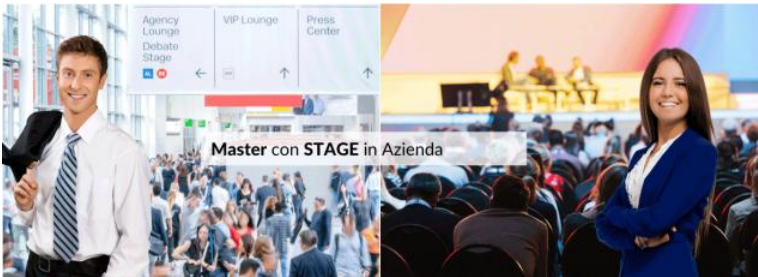 Agency
Lounge
Debate
Stage
VIP Lounge
Press
Center
Master con STAGE in Azienda